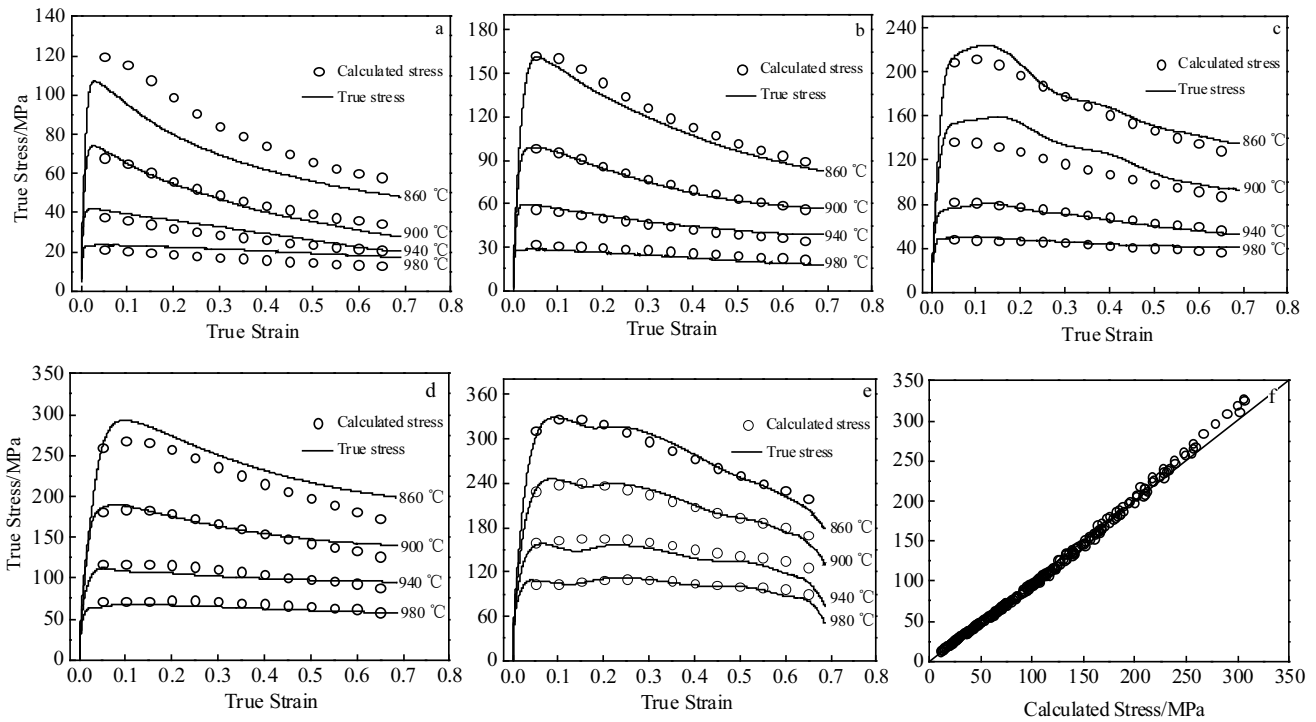 a
140
120
100
80
60
40
20
0
True Stress/MPa
Calculated stress
True stress
860 ℃
900 ℃
940 ℃
980 ℃
0.0 0.1 0.2 0.3 0.4 0.5 0.6 0.7 0.8
True Strain
b
180
150
120
90
60
30
0
Calculated stress
True stress
860 ℃
900 ℃
940 ℃
980 ℃
0.0 0.1 0.2 0.3 0.4 0.5 0.6 0.7 0.8
True Strain
c
240
200
160
120
80
40
0
Calculated stress
True stress
860 ℃
900 ℃
940 ℃
980 ℃
0.0 0.1 0.2 0.3 0.4 0.5 0.6 0.7 0.8
True Strain
d
350
300
250
200
150
100
50
0
True Stress/MPa
Calculated stress
True stress
860 ℃
900 ℃
940 ℃
980 ℃
0.0 0.1 0.2 0.3 0.4 0.5 0.6 0.7 0.8
True Strain
e
360
300
240
180
120
60
0
Calculated stress
True stress
860 ℃
900 ℃
940 ℃
980 ℃
0.0 0.1 0.2 0.3 0.4 0.5 0.6 0.7 0.8
True Strain
f
350
300
250
200
150
100
50
0
0 50 100 150 200 250 300 350
Calculated Stress/MPa